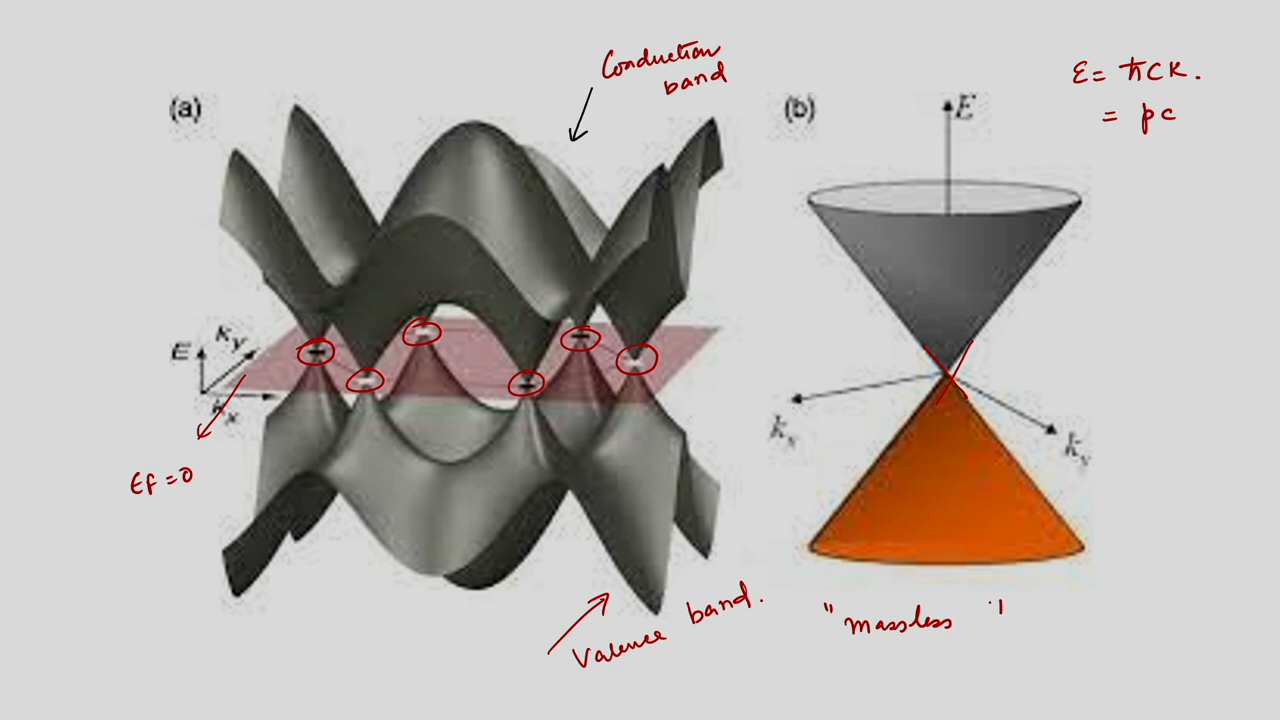 Conduction
band
(a)
E
ky
kx
Ef = 0
Valence band.
(b)
E
kx
ky
E = ħck.
= pc
"Massless"